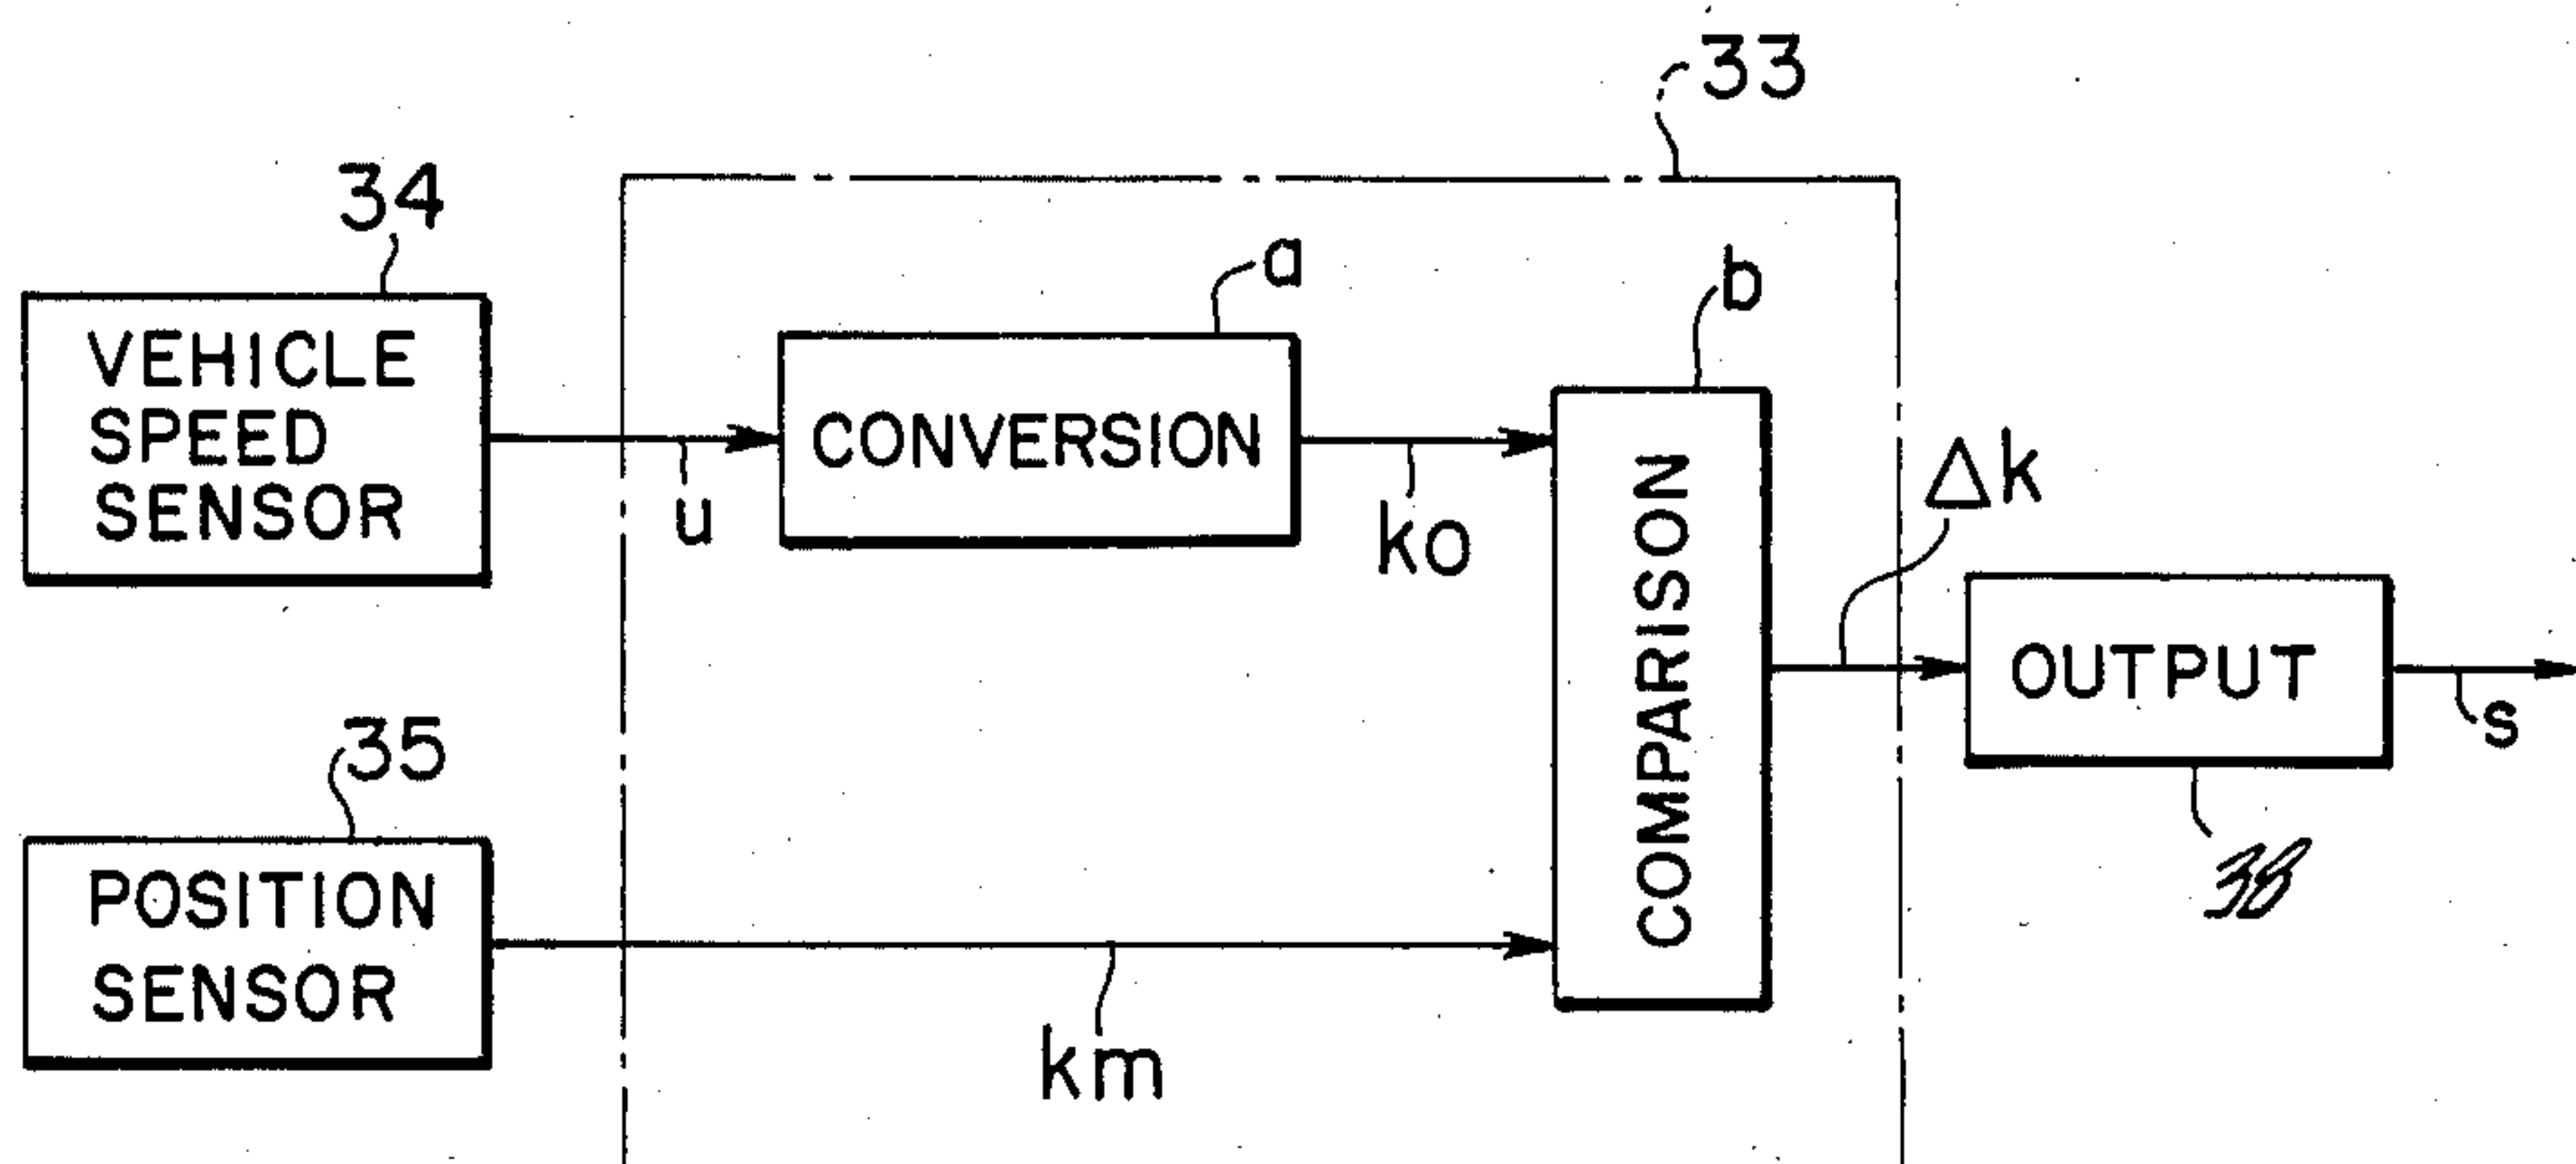 33
34
a
b
VEHICLE
SPEED
SENSOR
CONVERSION
u
ko
COMPARISON
Δk
OUTPUT
s
38
35
POSITION
SENSOR
km